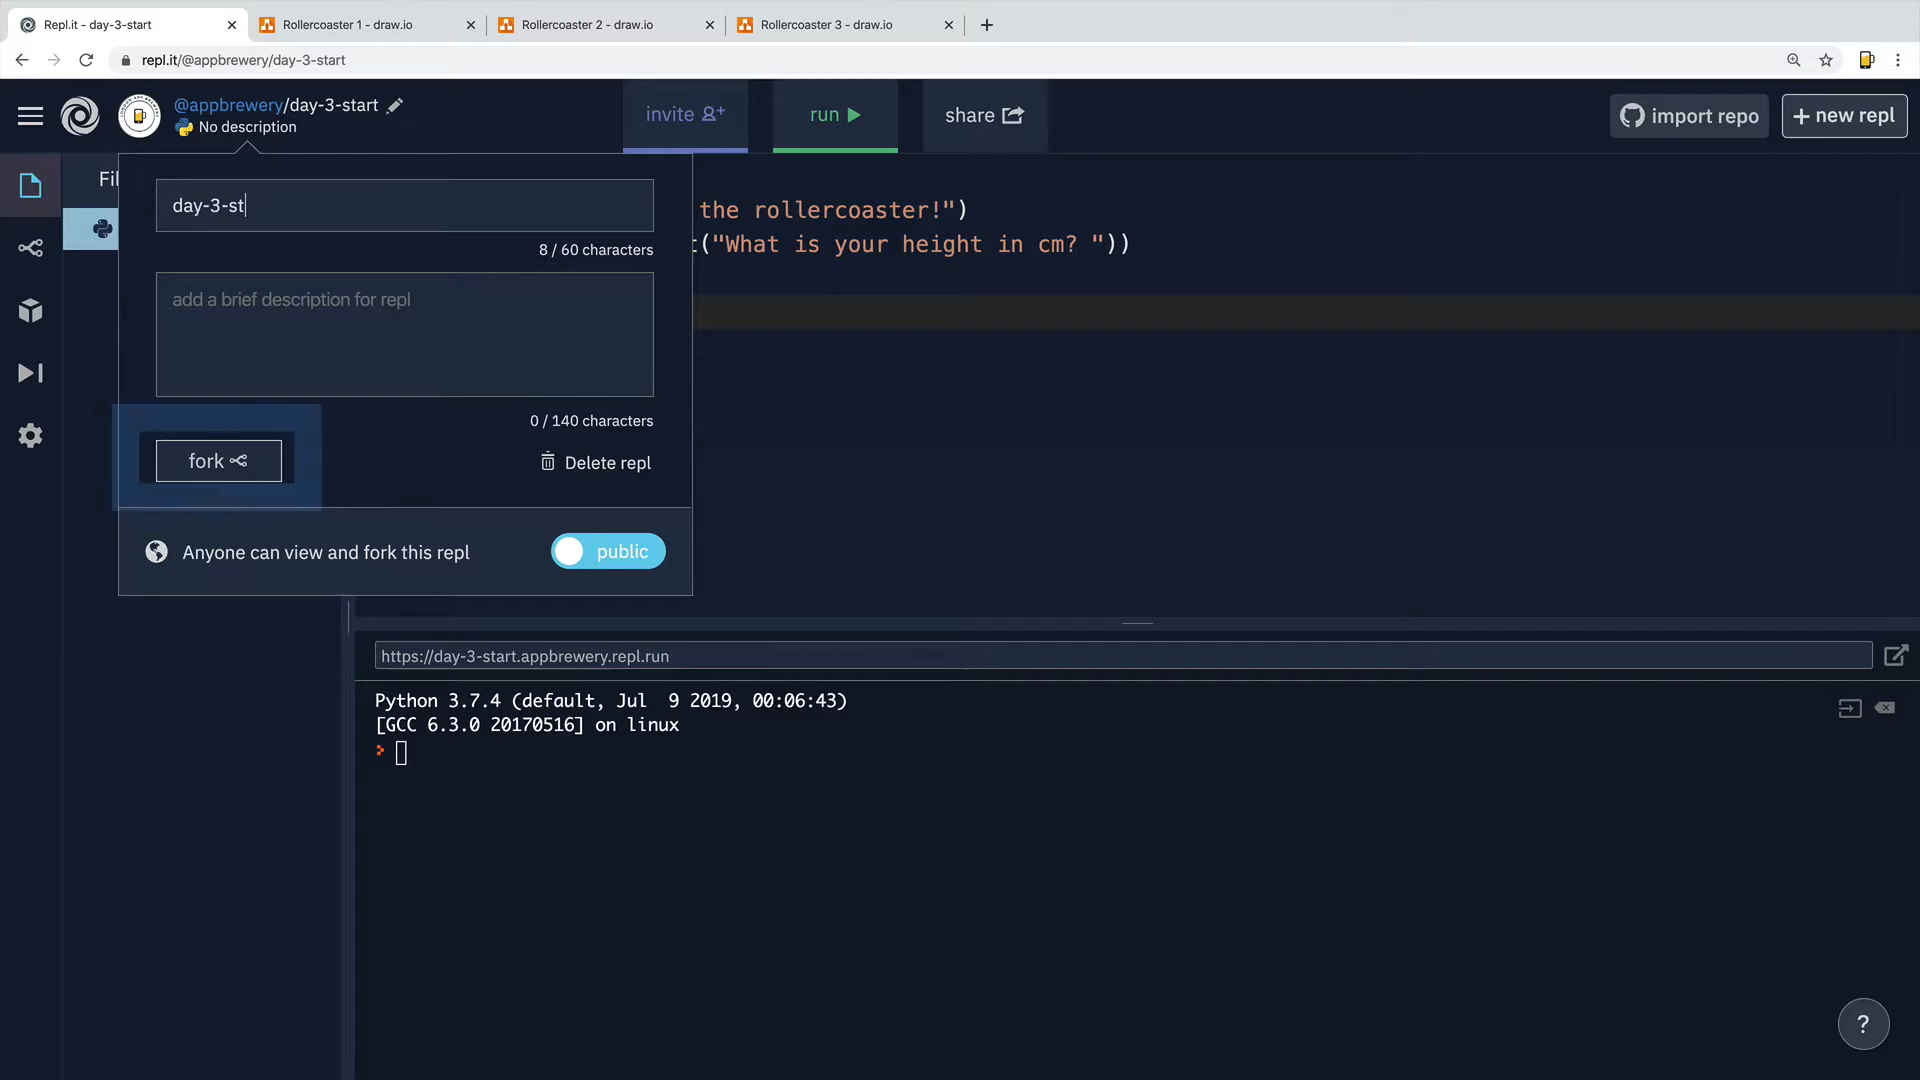 Repl.it - day-3-start
Rollercoaster 1 - draw.io
Rollercoaster 2 - draw.io
Rollercoaster 3 - draw.io
repl.it/@appbrewery/day-3-start
@appbrewery/day-3-start
No description
invite
run
share
import repo
+ new repl
Fil
day-3-st
the rollercoaster!")
8 / 60 characters
t("What is your height in cm? "))
add a brief description for repl
0 / 140 characters
fork
Delete repl
Anyone can view and fork this repl
public
https://day-3-start.appbrewery.repl.run
Python 3.7.4 (default, Jul  9 2019, 00:06:43)
[GCC 6.3.0 20170516] on linux
?